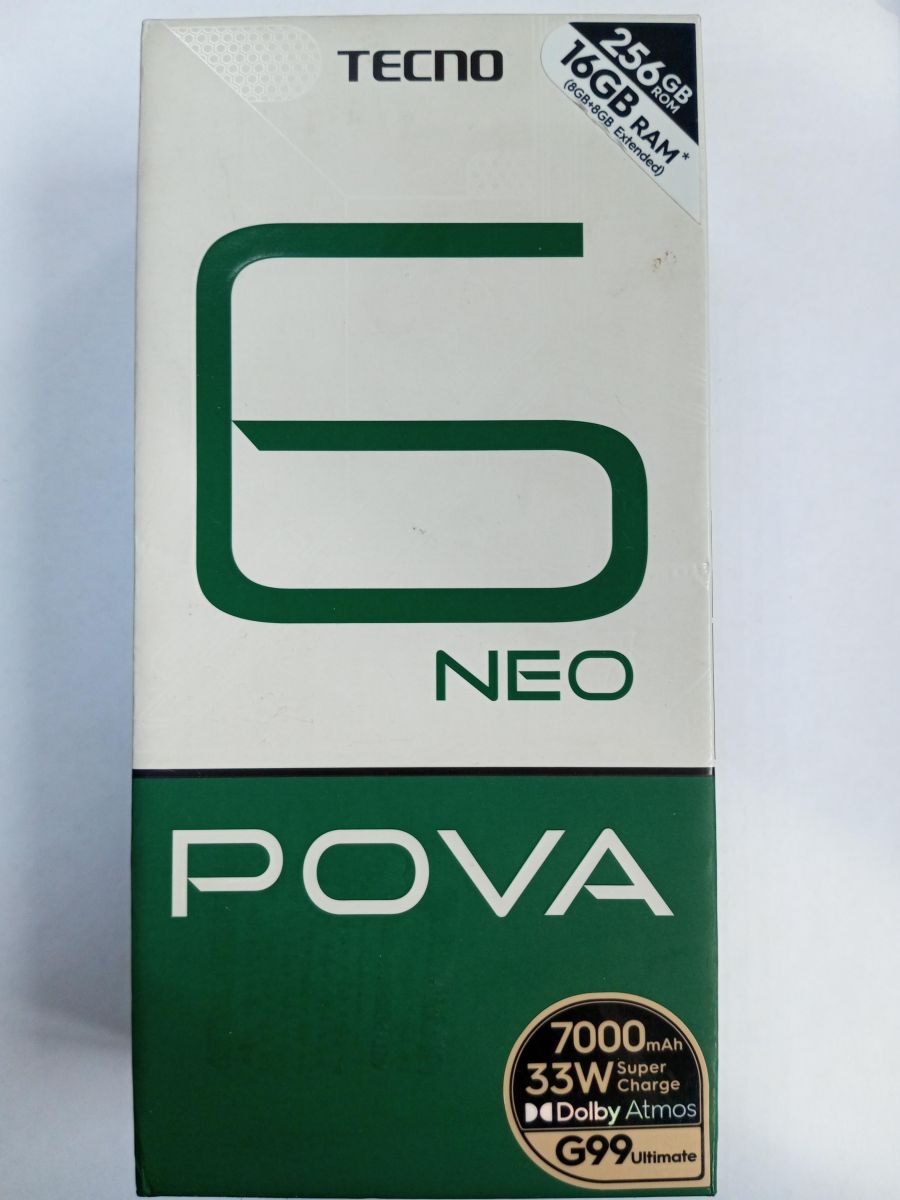 TECNO
256GB
ROM
16GB RAM*
(8GB+8GB Extended)
6
NEO
POVA
7000mAh
33W Super
Charge
Dolby Atmos
G99 Ultimate